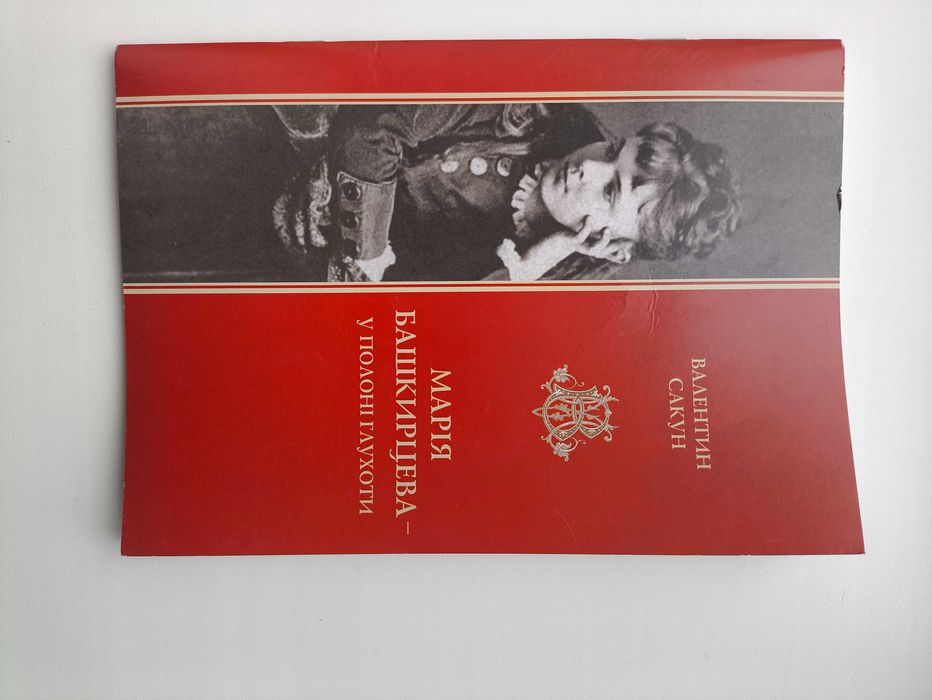 ВАЛЕНТИН
САКУН
МАРІЯ
БАШКИРЦЕВА –
У ПОЛОНІ ГЛУХОТИ